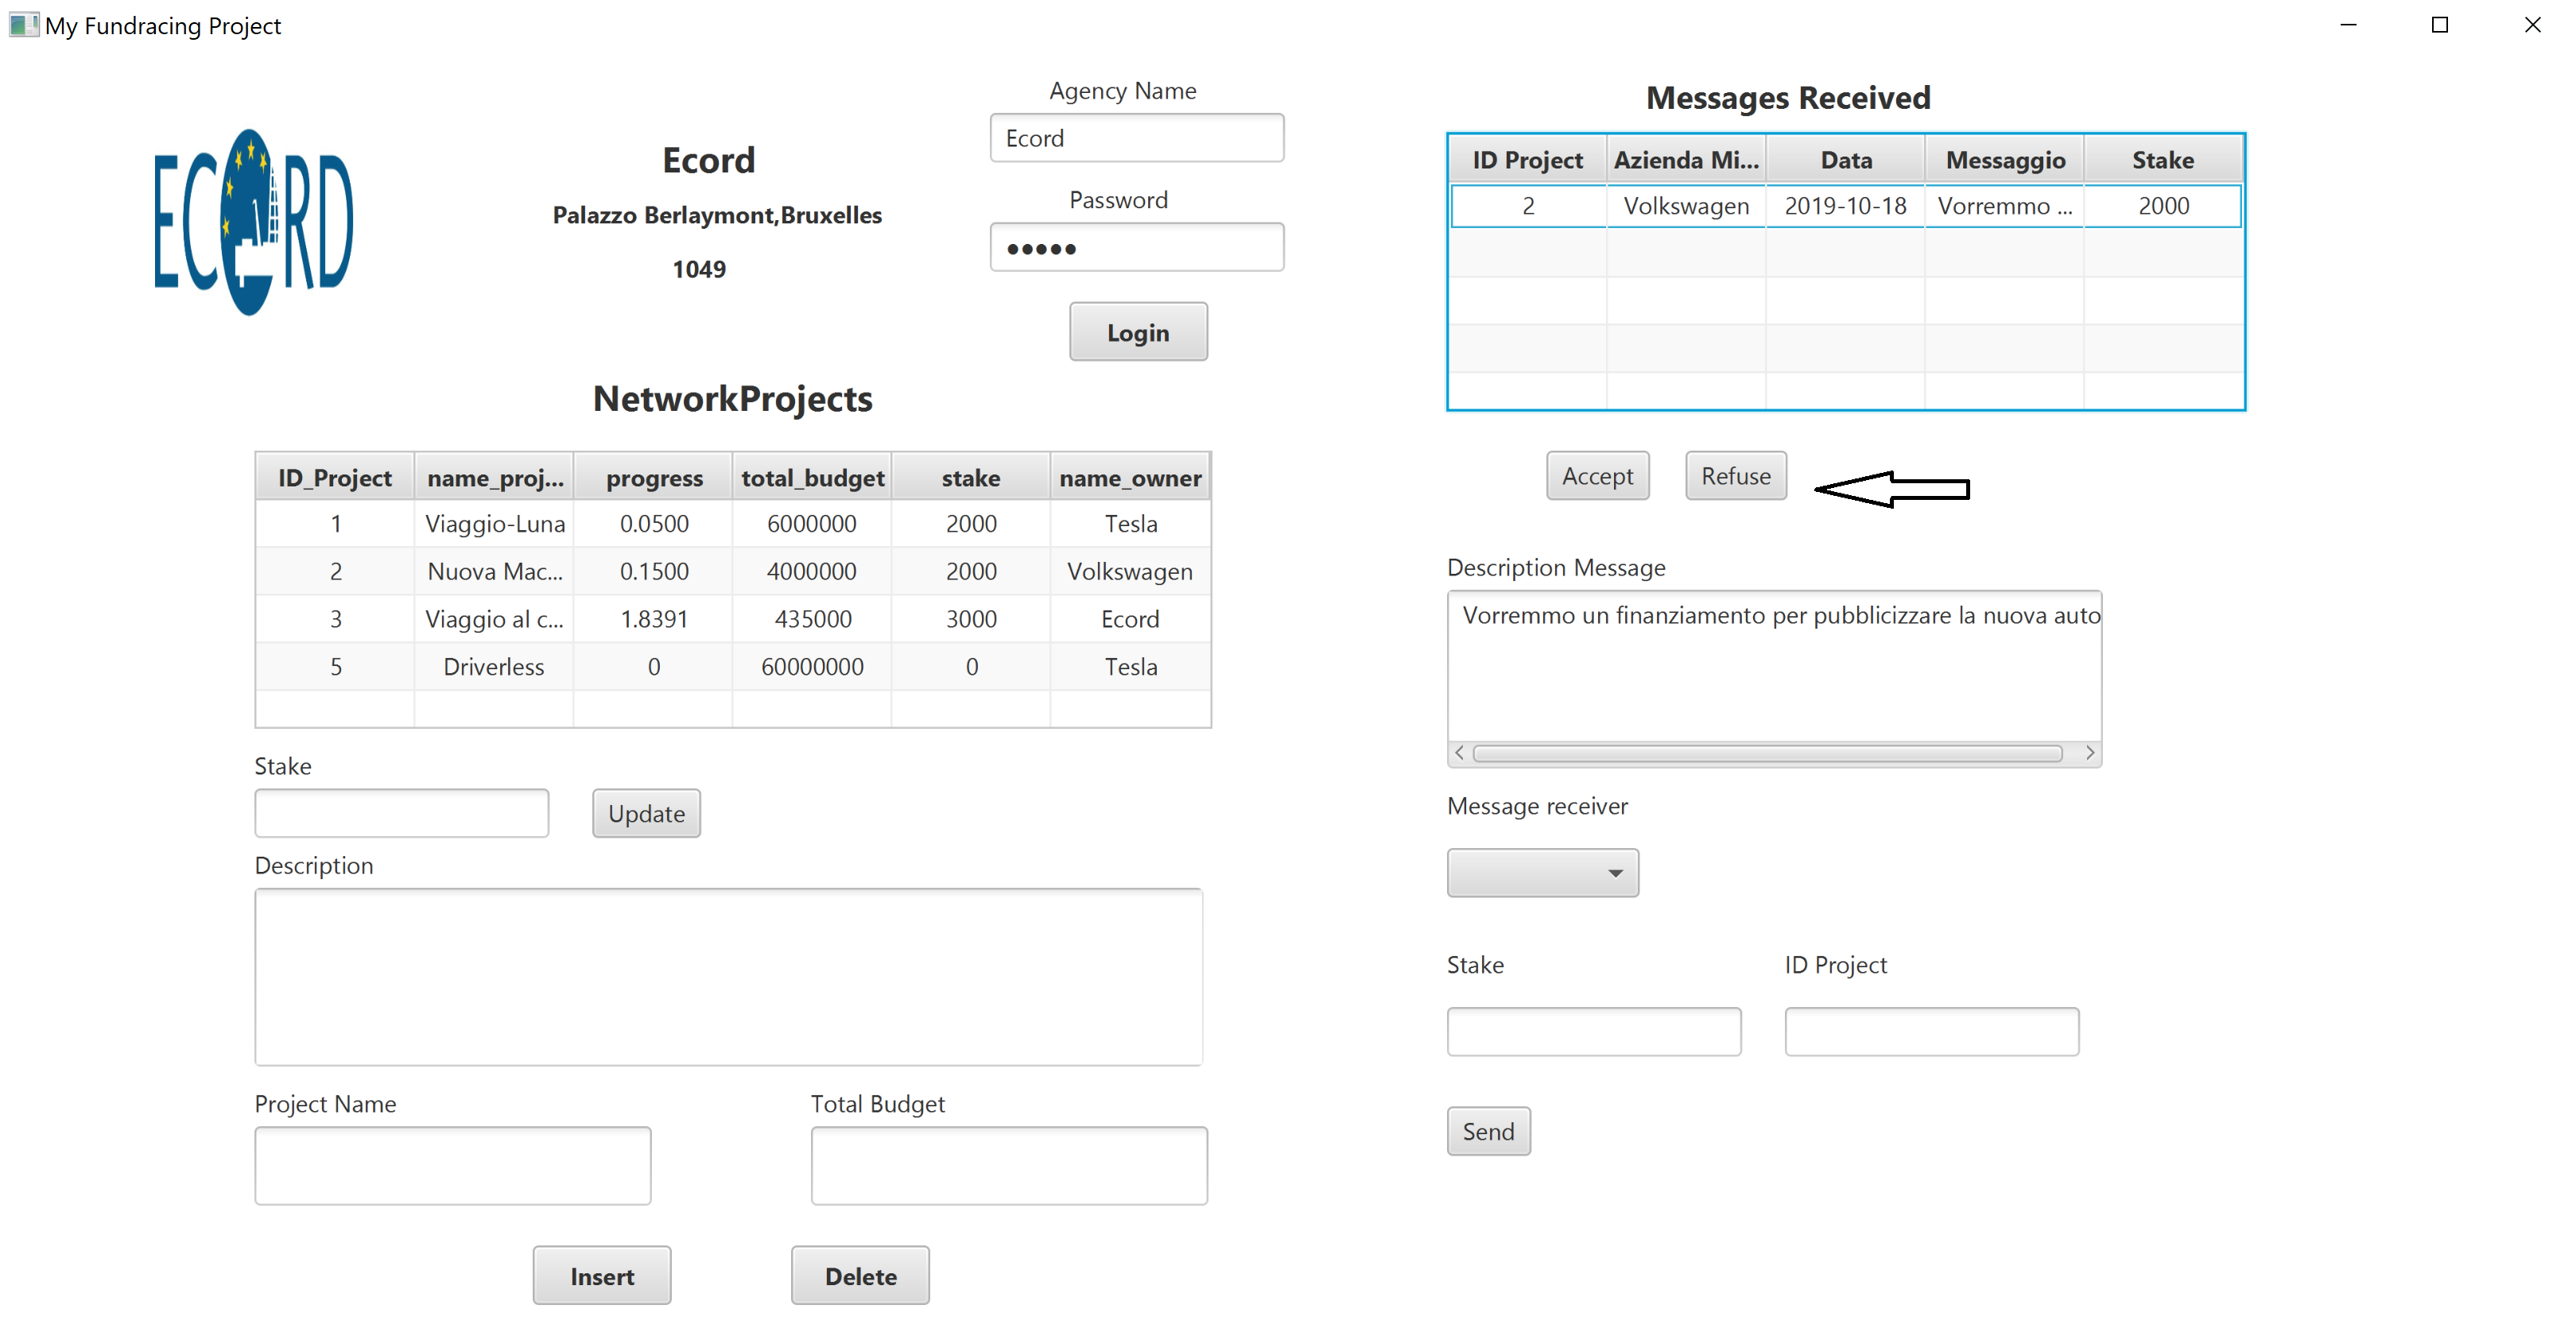 My Fundracing Project
ECORD
Ecord
Palazzo Berlaymont,Bruxelles
1049
Agency Name
Ecord
Password
●●●●●
Login
NetworkProjects
ID_Project name_proj... progress total_budget stake name_owner
1 Viaggio-Luna 0.0500 6000000 2000 Tesla
2 Nuova Mac... 0.1500 4000000 2000 Volkswagen
3 Viaggio al c... 1.8391 435000 3000 Ecord
5 Driverless 0 60000000 0 Tesla
Stake
Update
Description
Project Name Total Budget
Insert Delete
Messages Received
ID Project Azienda Mi... Data Messaggio Stake
2 Volkswagen 2019-10-18 Vorremmo ... 2000
Accept Refuse
Description Message
Vorremmo un finanziamento per pubblicizzare la nuova auto
Message receiver
Stake ID Project
Send